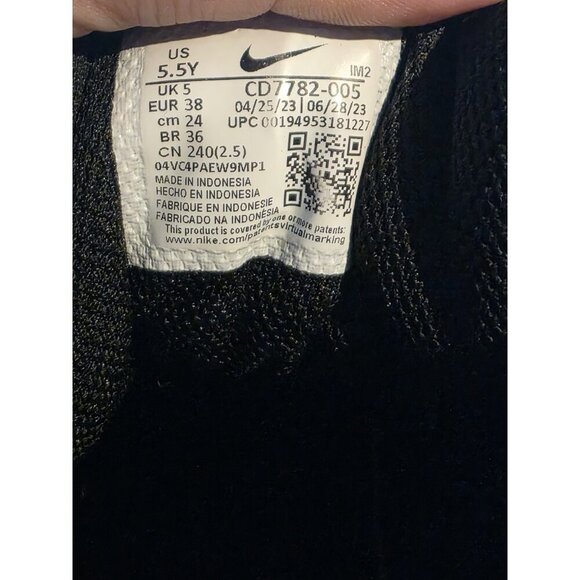 US
5.5Y
IM2
UK 5
CD7782-005
EUR 38
04/25/23 | 06/28/23
cm 24
UPC 00194953181227
BR 36
CN 240(2.5)
04VC4PAEW9MP1
MADE IN INDONESIA
HECHO EN INDONESIA
FABRIQUE EN INDONESIE
FABRICADO NA INDONESIA
This product is covered by one of more patents:
www.nike.com/patentsvirtualmarking